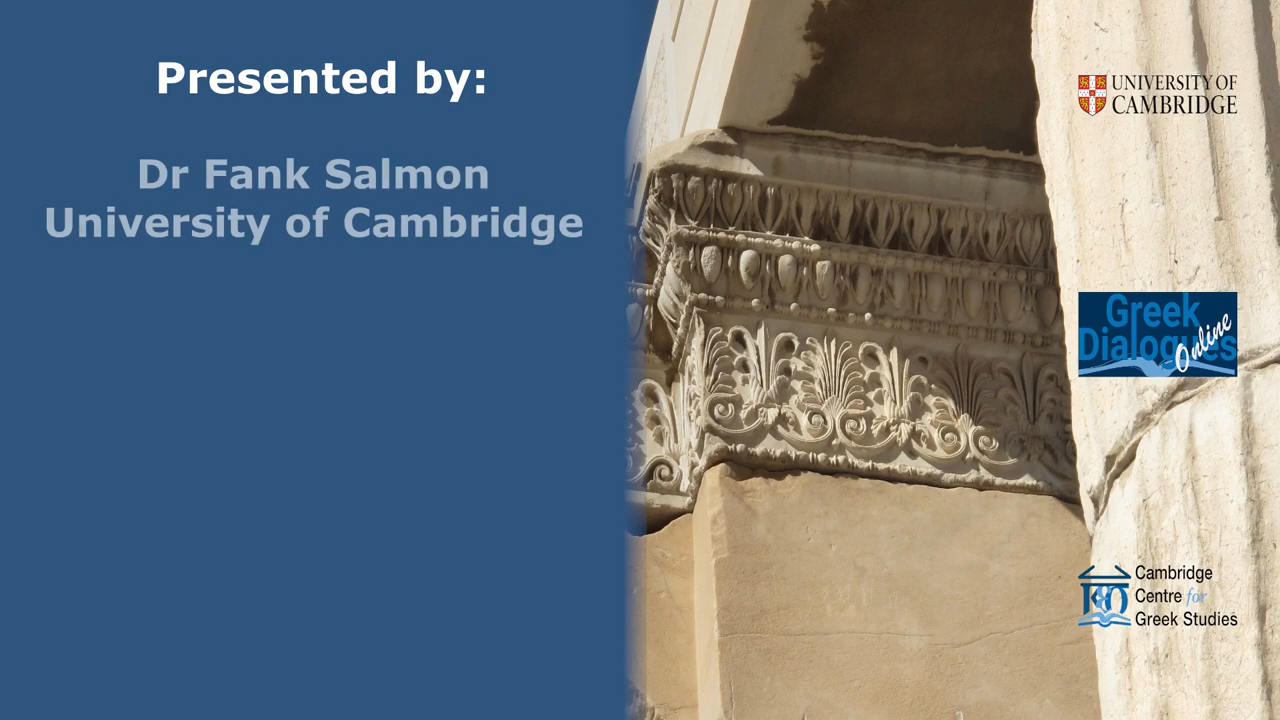 Presented by:
Dr Fank Salmon
University of Cambridge
UNIVERSITY OF
CAMBRIDGE
Greek
Dialogues
Online
Cambridge
Centre for
Greek Studies